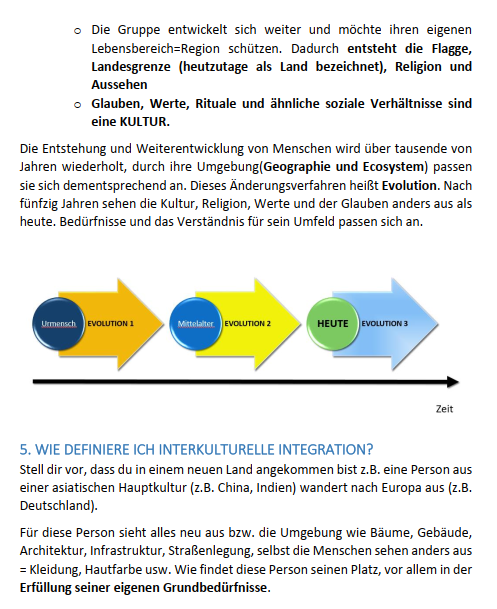 o Die Gruppe entwickelt sich weiter und möchte ihren eigenen
Lebensbereich=Region schützen. Dadurch entsteht die Flagge,
Landesgrenze (heutzutage als Land bezeichnet), Religion und
Aussehen
o Glauben, Werte, Rituale und ähnliche soziale Verhältnisse sind
eine KULTUR.
Die Entstehung und Weiterentwicklung von Menschen wird über tausende von
Jahren wiederholt, durch ihre Umgebung(Geographie und Ecosystem) passen
sie sich dementsprechend an. Dieses Änderungsverfahren heißt Evolution. Nach
fünfzig Jahren sehen die Kultur, Religion, Werte und der Glauben anders aus als
heute. Bedürfnisse und das Verständnis für sein Umfeld passen sich an.
Urmensch EVOLUTION 1 Mittelalter EVOLUTION 2 HEUTE EVOLUTION 3
Zeit
5. WIE DEFINIERE ICH INTERKULTURELLE INTEGRATION?
Stell dir vor, dass du in einem neuen Land angekommen bist z.B. eine Person aus
einer asiatischen Hauptkultur (z.B. China, Indien) wandert nach Europa aus (z.B.
Deutschland).
Für diese Person sieht alles neu aus bzw. die Umgebung wie Bäume, Gebäude,
Architektur, Infrastruktur, Straßenlegung, selbst die Menschen sehen anders aus
= Kleidung, Hautfarbe usw. Wie findet diese Person seinen Platz, vor allem in der
Erfüllung seiner eigenen Grundbedürfnisse.